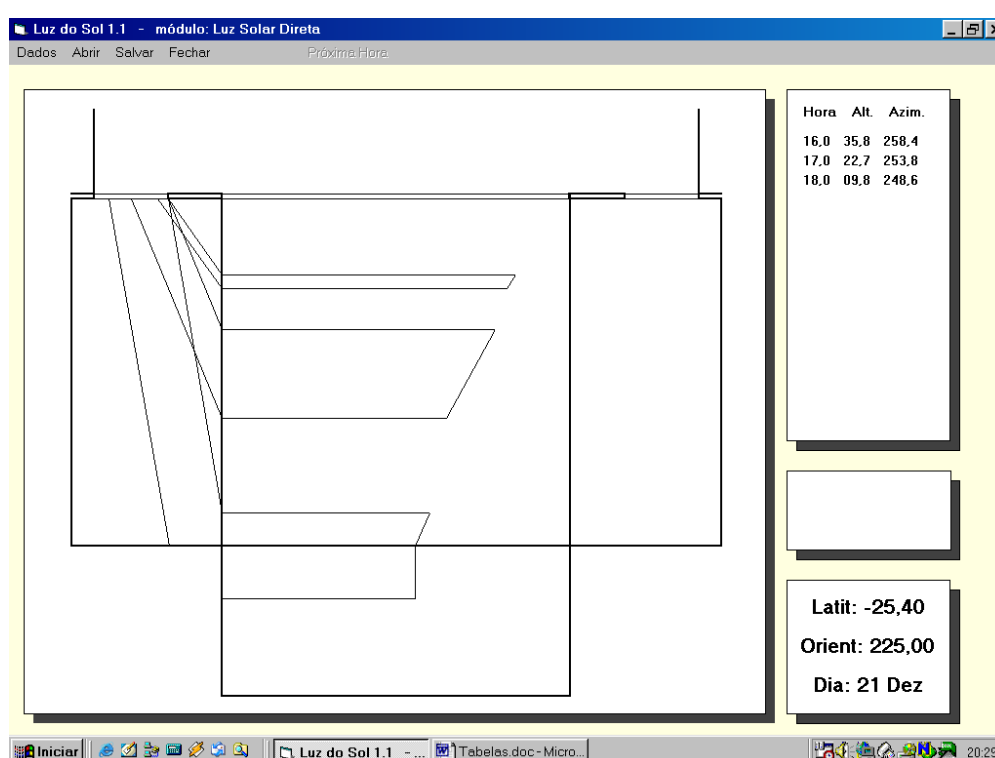 Luz do Sol 1.1 - módulo: Luz Solar Direta
Dados Abrir Salvar Fechar Próxima Hora
Hora Alt. Azim.
16,0 35,8 258,4
17,0 22,7 253,8
18,0 09,8 248,6
Latit: -25,40
Orient: 225,00
Dia: 21 Dez
Iniciar Luz do Sol 1.1 - ... Tabelas.doc - Micro... 20:29